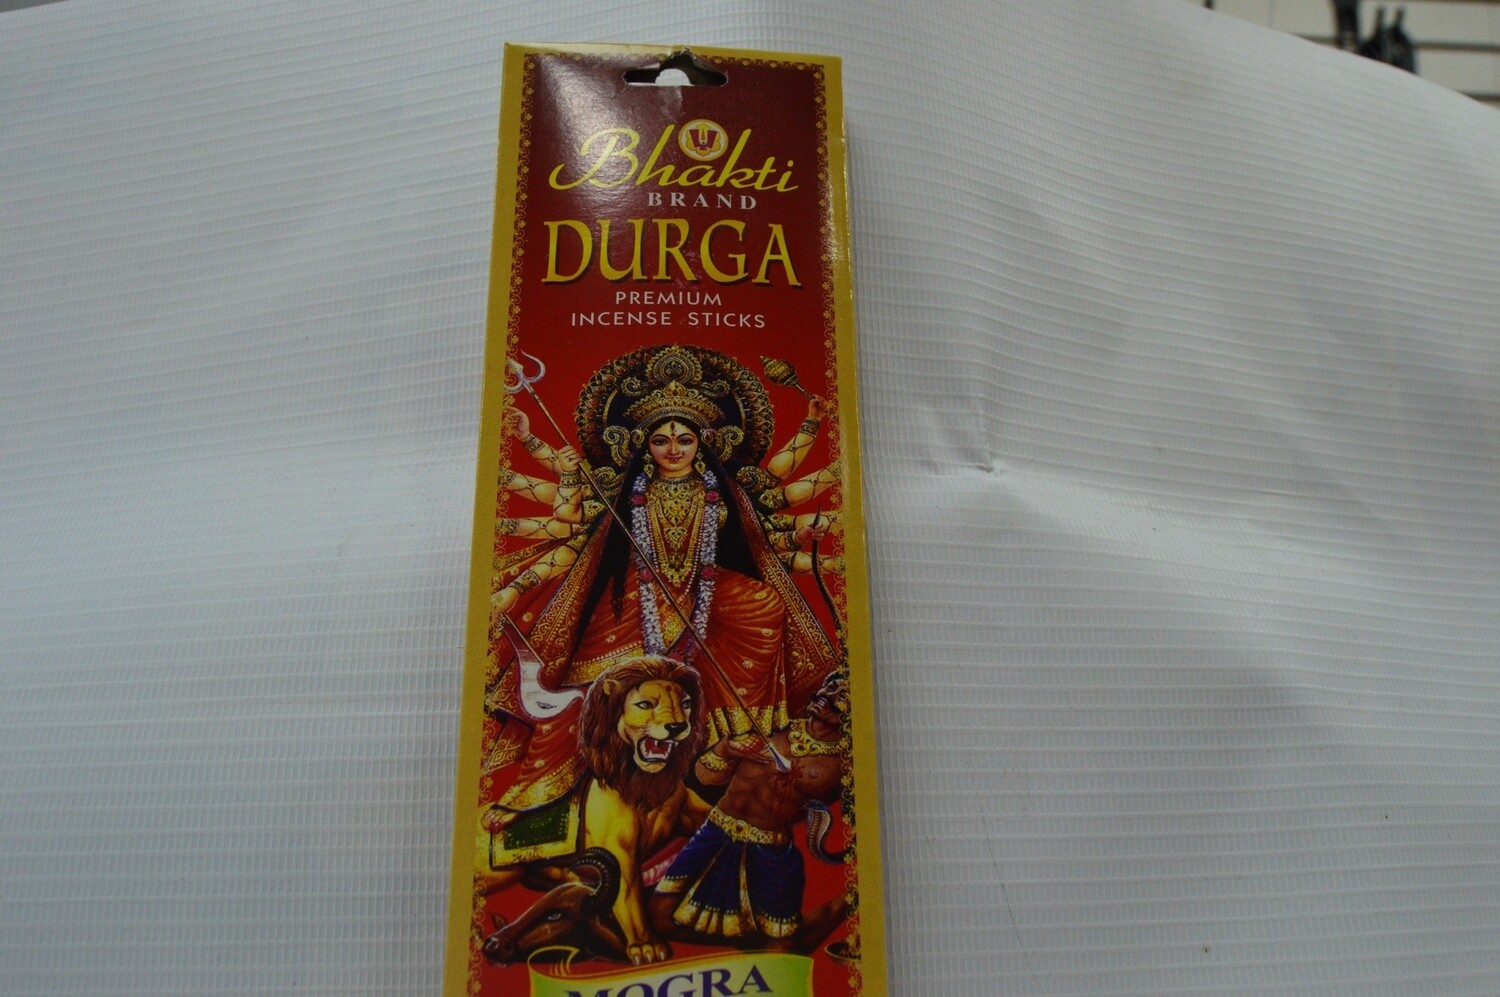 Bhakti
BRAND
DURGA
PREMIUM
INCENSE STICKS
MOGRA